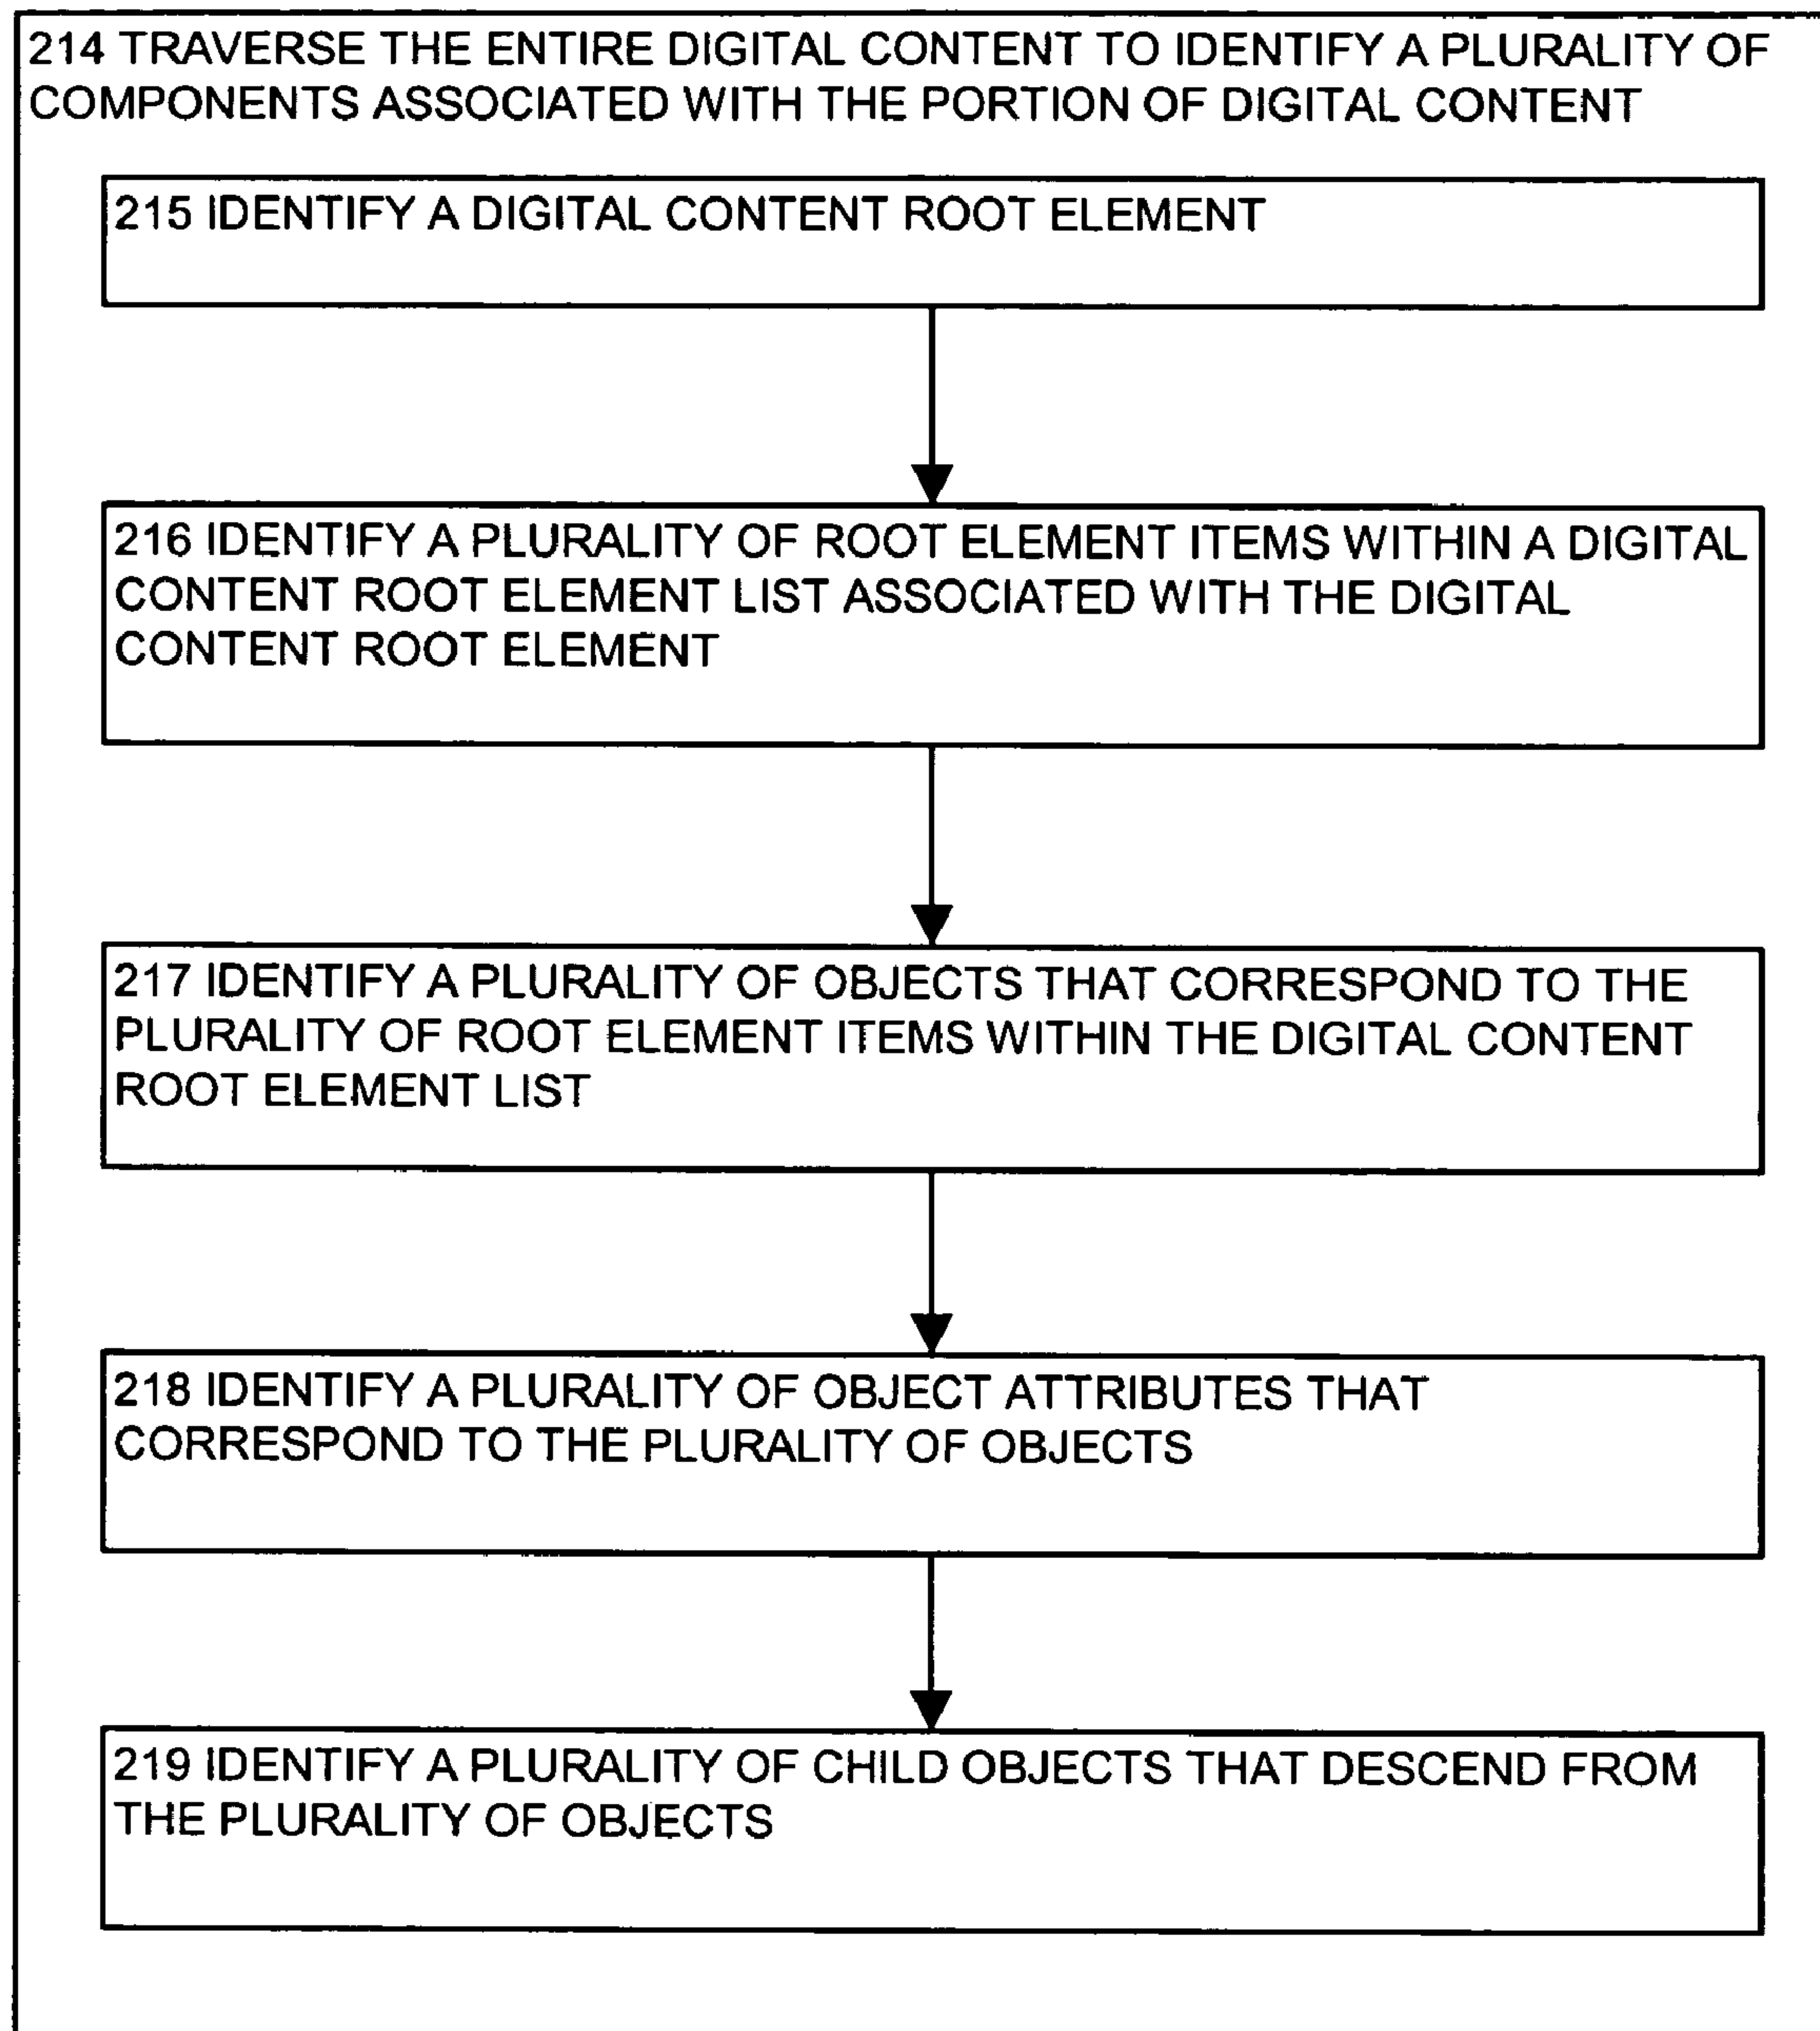 214 TRAVERSE THE ENTIRE DIGITAL CONTENT TO IDENTIFY A PLURALITY OF
COMPONENTS ASSOCIATED WITH THE PORTION OF DIGITAL CONTENT
215 IDENTIFY A DIGITAL CONTENT ROOT ELEMENT
216 IDENTIFY A PLURALITY OF ROOT ELEMENT ITEMS WITHIN A DIGITAL
CONTENT ROOT ELEMENT LIST ASSOCIATED WITH THE DIGITAL
CONTENT ROOT ELEMENT
217 IDENTIFY A PLURALITY OF OBJECTS THAT CORRESPOND TO THE
PLURALITY OF ROOT ELEMENT ITEMS WITHIN THE DIGITAL CONTENT
ROOT ELEMENT LIST
218 IDENTIFY A PLURALITY OF OBJECT ATTRIBUTES THAT
CORRESPOND TO THE PLURALITY OF OBJECTS
219 IDENTIFY A PLURALITY OF CHILD OBJECTS THAT DESCEND FROM
THE PLURALITY OF OBJECTS